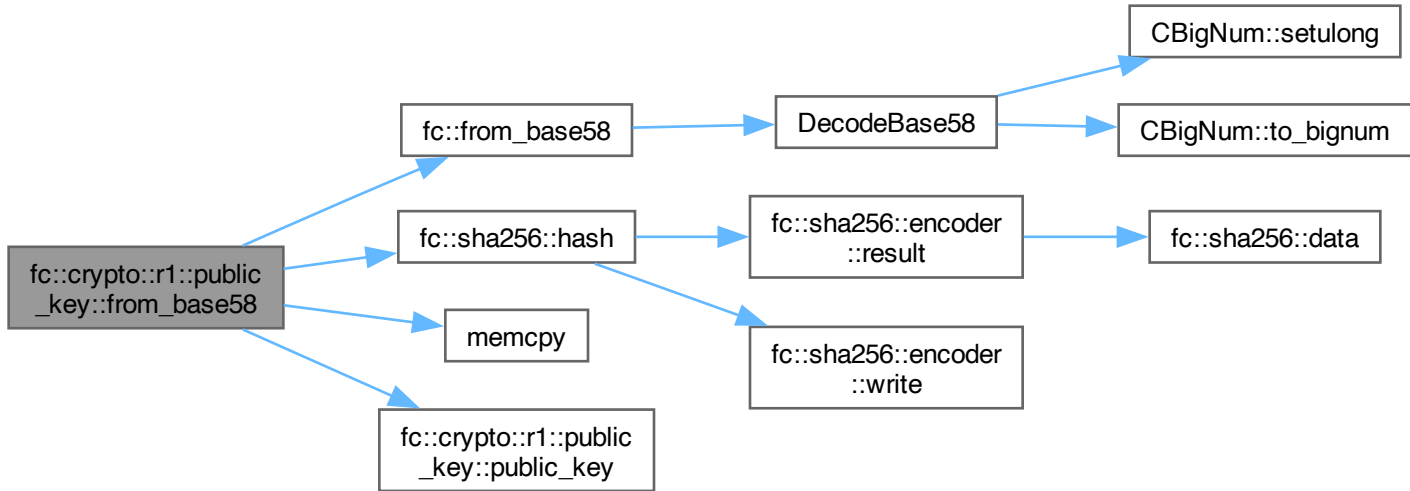 fc::crypto::r1::public
_key::from_base58
fc::from_base58
DecodeBase58
CBigNum::setulong
CBigNum::to_bignum
fc::sha256::hash
fc::sha256::encoder
::result
fc::sha256::data
fc::sha256::encoder
::write
memcpy
fc::crypto::r1::public
_key::public_key